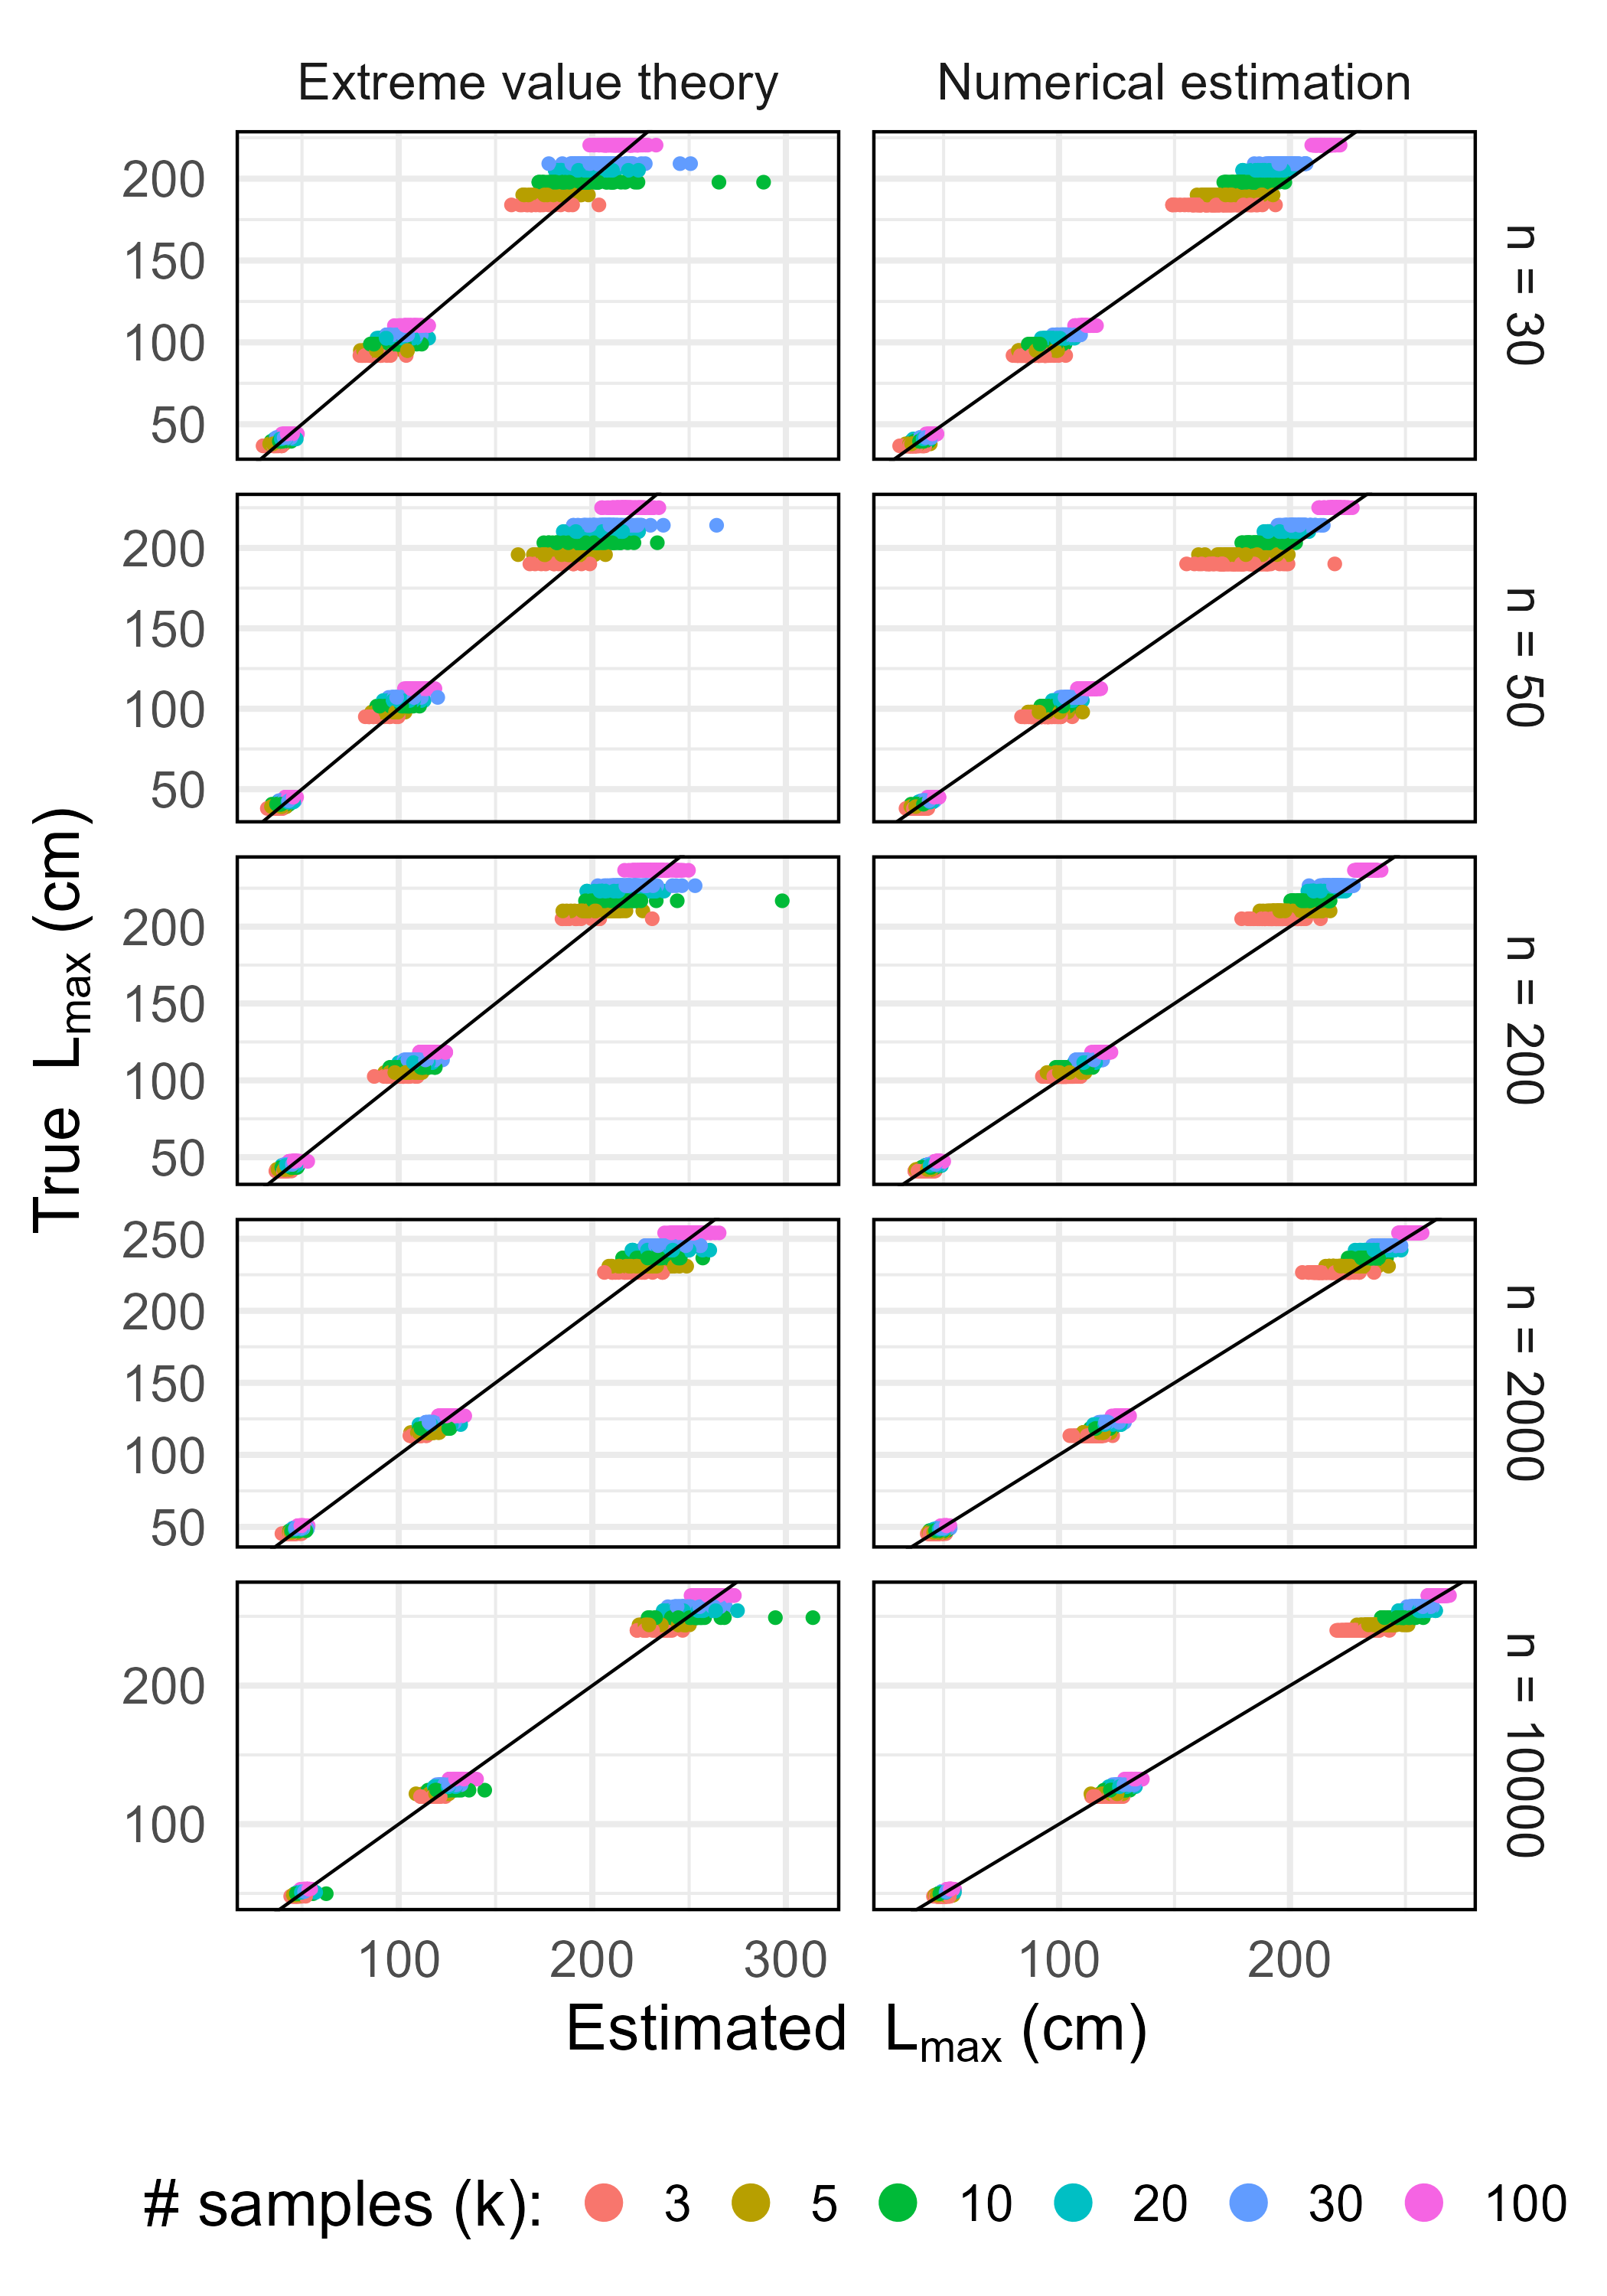 Extreme value theory
Numerical estimation
200
150
100
50
n = 30
200
150
100
50
n = 50
200
150
100
50
n = 200
250
200
150
100
50
n = 2000
200
100
n = 10000
100 200 300
100 200
True Lmax (cm)
Estimated Lmax (cm)
# samples (k): 3 5 10 20 30 100